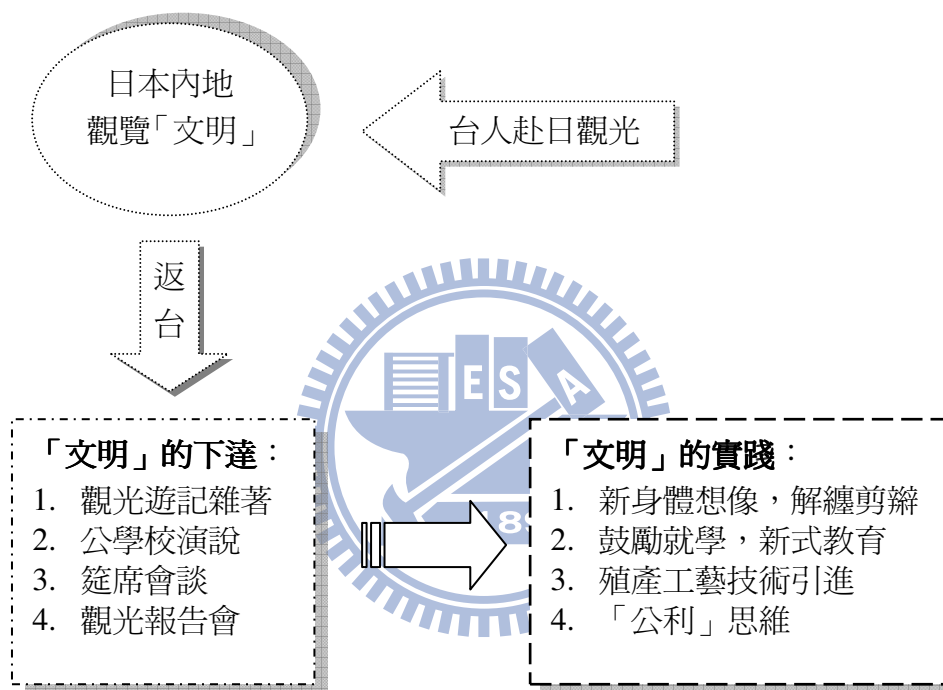 日本內地
觀覽「文明」
台人赴日觀光
返
台
「文明」的下達：
1. 觀光遊記雜著
2. 公學校演說
3. 筵席會談
4. 觀光報告會
「文明」的實踐：
1. 新身體想像，解纏剪辮
2. 鼓勵就學，新式教育
3. 殖產工藝技術引進
4. 「公利」思維
E S A